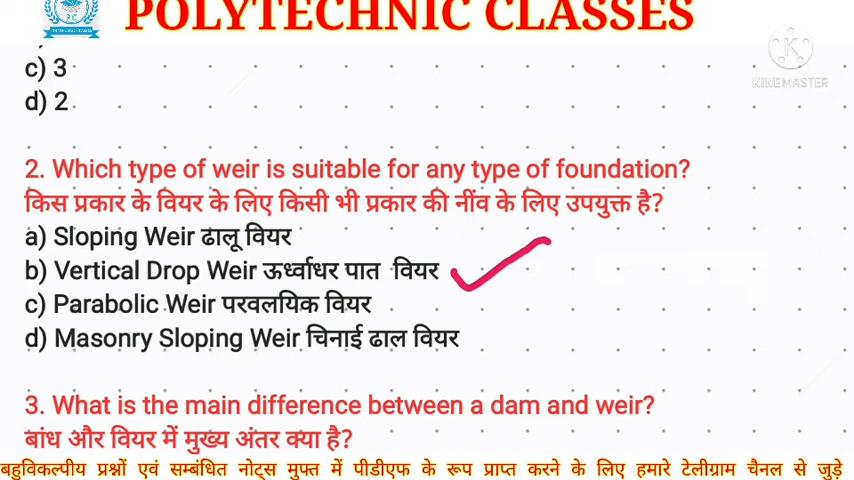 POLYTECHNIC CLASSES
KINEMASTER
c) 3
d) 2
2. Which type of weir is suitable for any type of foundation?
किस प्रकार के वियर के लिए किसी भी प्रकार की नींव के लिए उपयुक्त है?
a) Sloping Weir ढालू वियर
b) Vertical Drop Weir ऊर्ध्वाधर पात वियर
c) Parabolic Weir परवलयिक वियर
d) Masonry Sloping Weir चिनाई ढाल वियर
3. What is the main difference between a dam and weir?
बांध और वियर में मुख्य अंतर क्या है?
बहुविकल्पीय प्रश्नों एवं सम्बंधित नोट्स मुफ्त में पीडीएफ के रूप प्राप्त करने के लिए हमारे टेलीग्राम चैनल से जुड़े